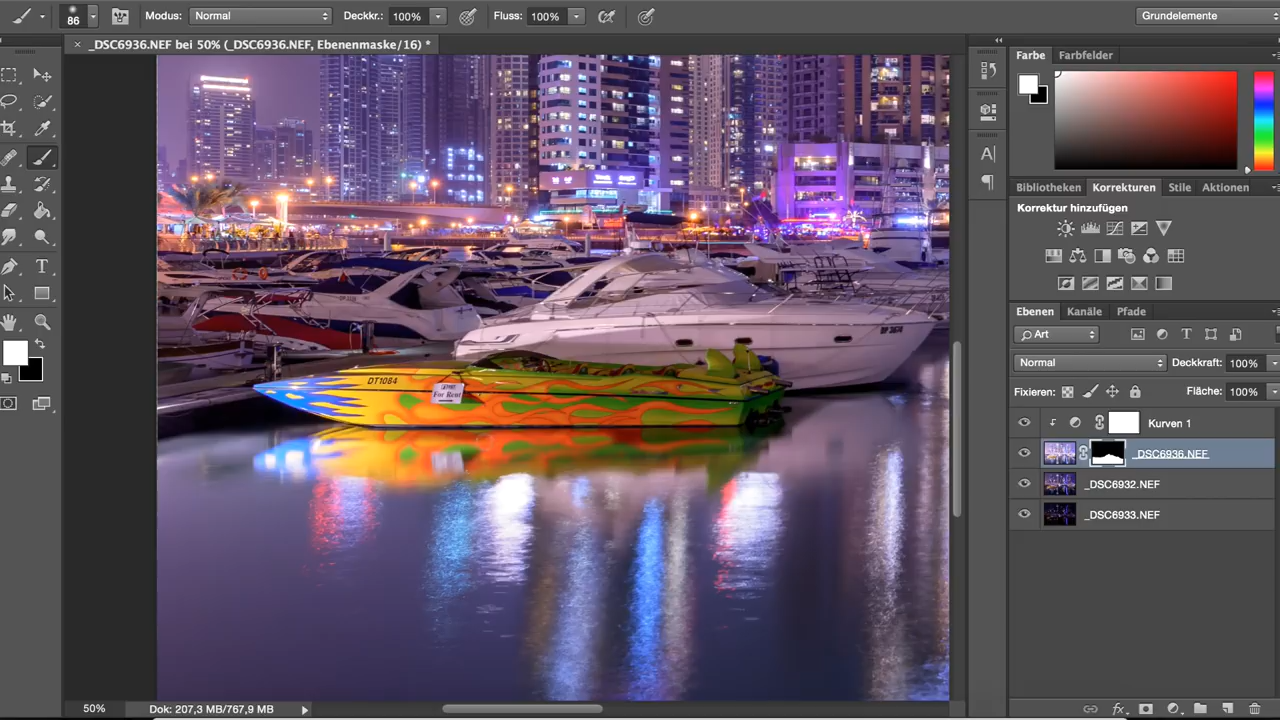 86
Modus: Normal Deckkr.: 100% Fluss: 100% Grundelemente
× _DSC6936.NEF bei 50% (_DSC6936.NEF, Ebenenmaske/16) *
Farbe Farbfelder
Bibliotheken Korrekturen Stile Aktionen
Korrektur hinzufügen
Ebenen Kanäle Pfade
Art
Normal Deckkraft: 100%
Fixieren: Fläche: 100%
Kurven 1
_DSC6936.NEF
_DSC6932.NEF
_DSC6933.NEF
DT1084
For Rent
50% Dok: 207,3 MB/767,9 MB